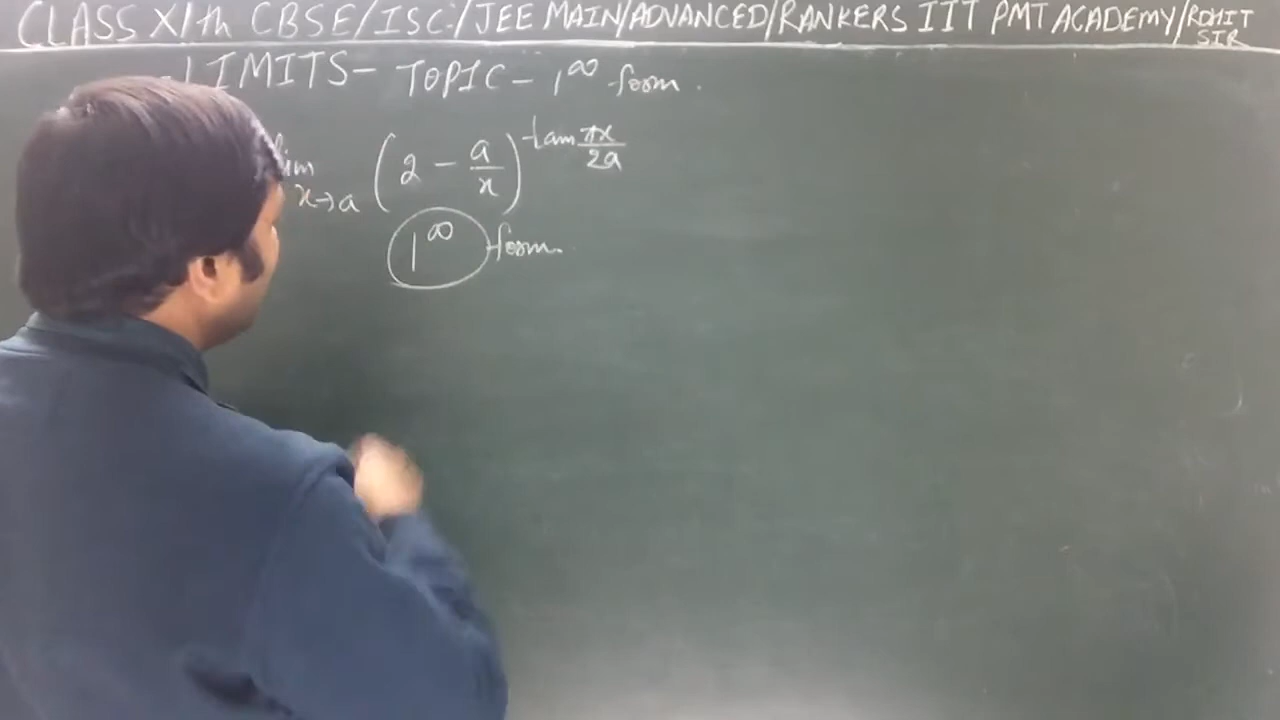 CLASS XIth CBSE/ISC/JEE MAIN/ADVANCED/RANKERS IIT PMT ACADEMY/ROHIT SIR
LIMITS - TOPIC - 1^∞ form.
lim x→a (2 - a/x)^tan πx/2a
1^∞ form.